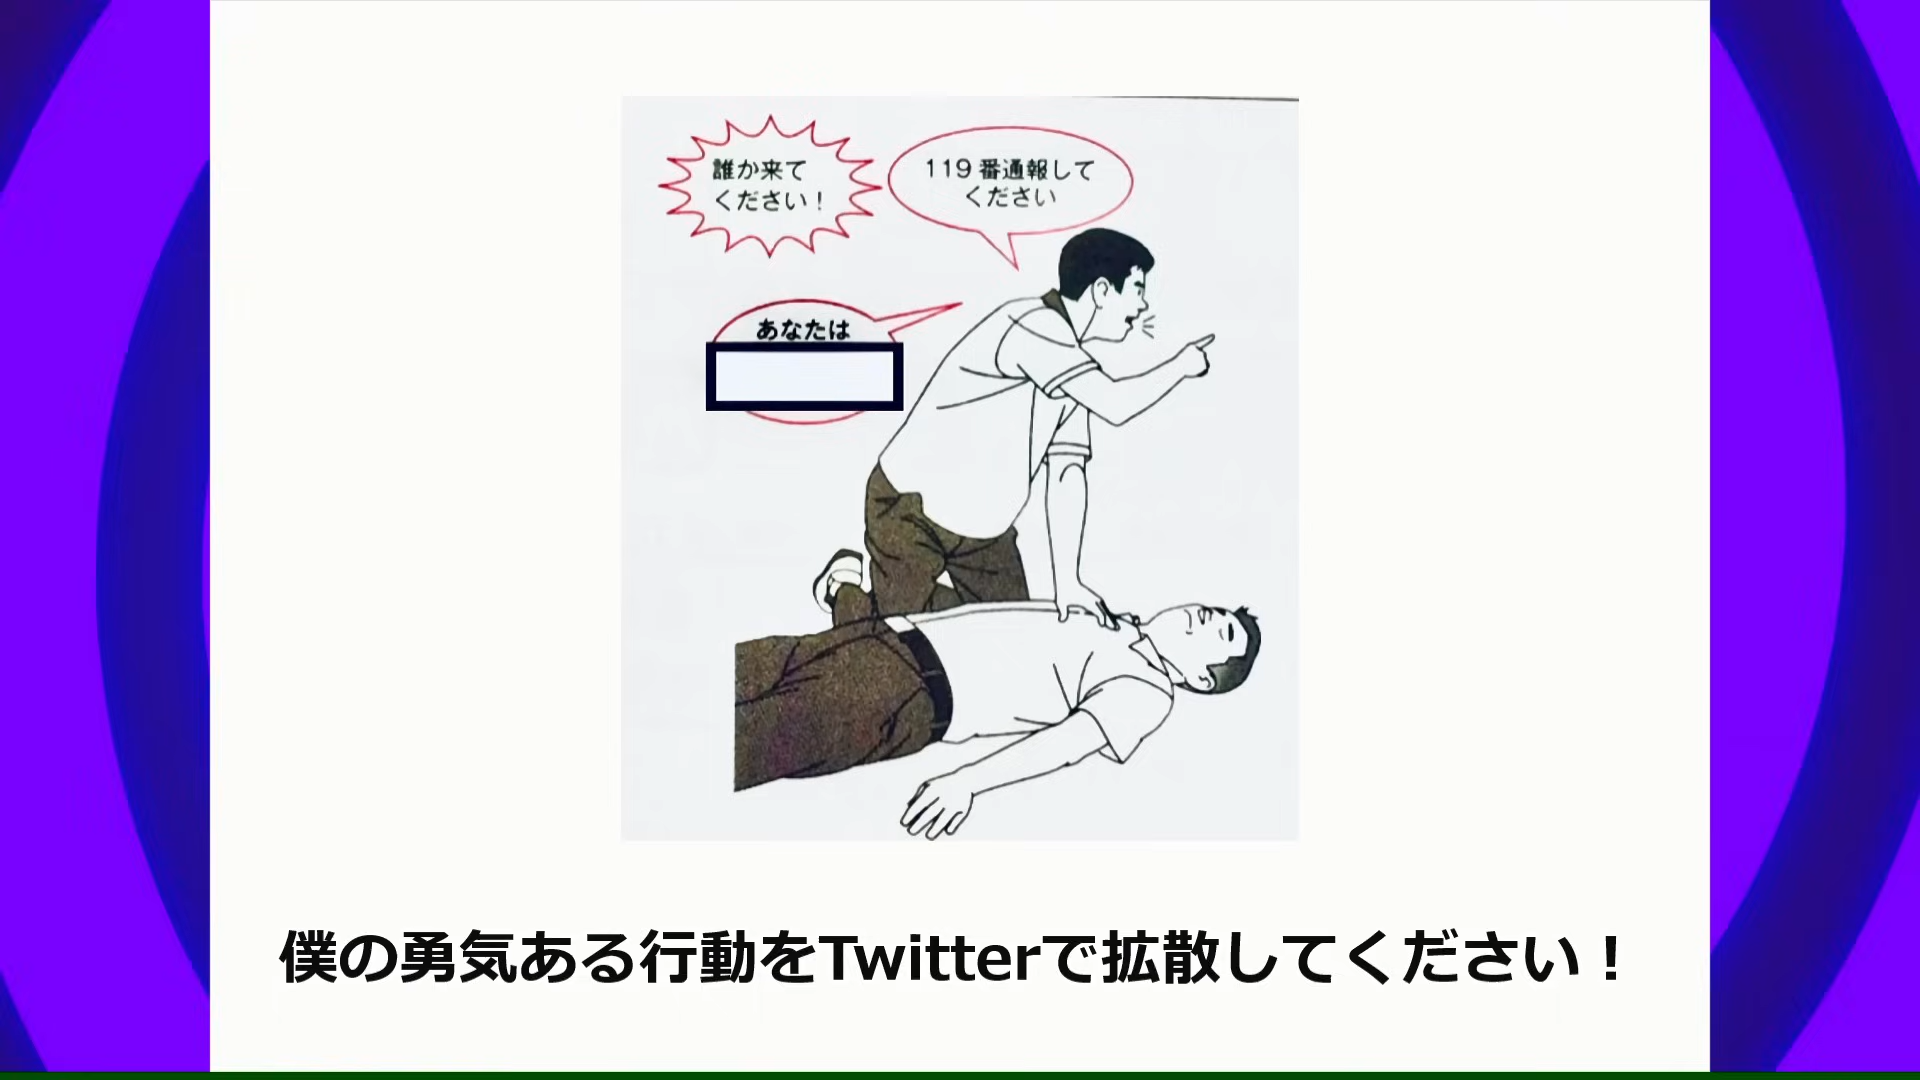 誰か来て
ください！
119番通報して
ください
あなたは
僕の勇気ある行動をTwitterで拡散してください！